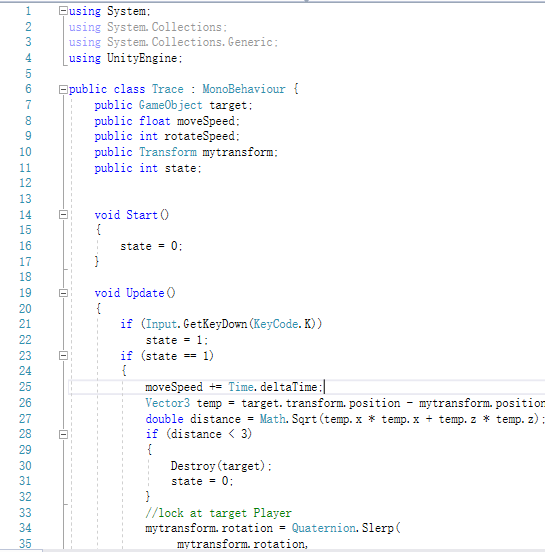 1 using System;
2 using System.Collections;
3 using System.Collections.Generic;
4 using UnityEngine;
5
6 public class Trace : MonoBehaviour {
7 public GameObject target;
8 public float moveSpeed;
9 public int rotateSpeed;
10 public Transform mytransform;
11 public int state;
12
13
14 void Start()
15 {
16 state = 0;
17 }
18
19 void Update()
20 {
21 if (Input.GetKeyDown(KeyCode.K))
22 state = 1;
23 if (state == 1)
24 {
25 moveSpeed += Time.deltaTime;
26 Vector3 temp = target.transform.position - mytransform.position
27 double distance = Math.Sqrt(temp.x * temp.x + temp.z * temp.z);
28 if (distance < 3)
29 {
30 Destroy(target);
31 state = 0;
32 }
33 //lock at target Player
34 mytransform.rotation = Quaternion.Slerp(
35 mytransform.rotation,